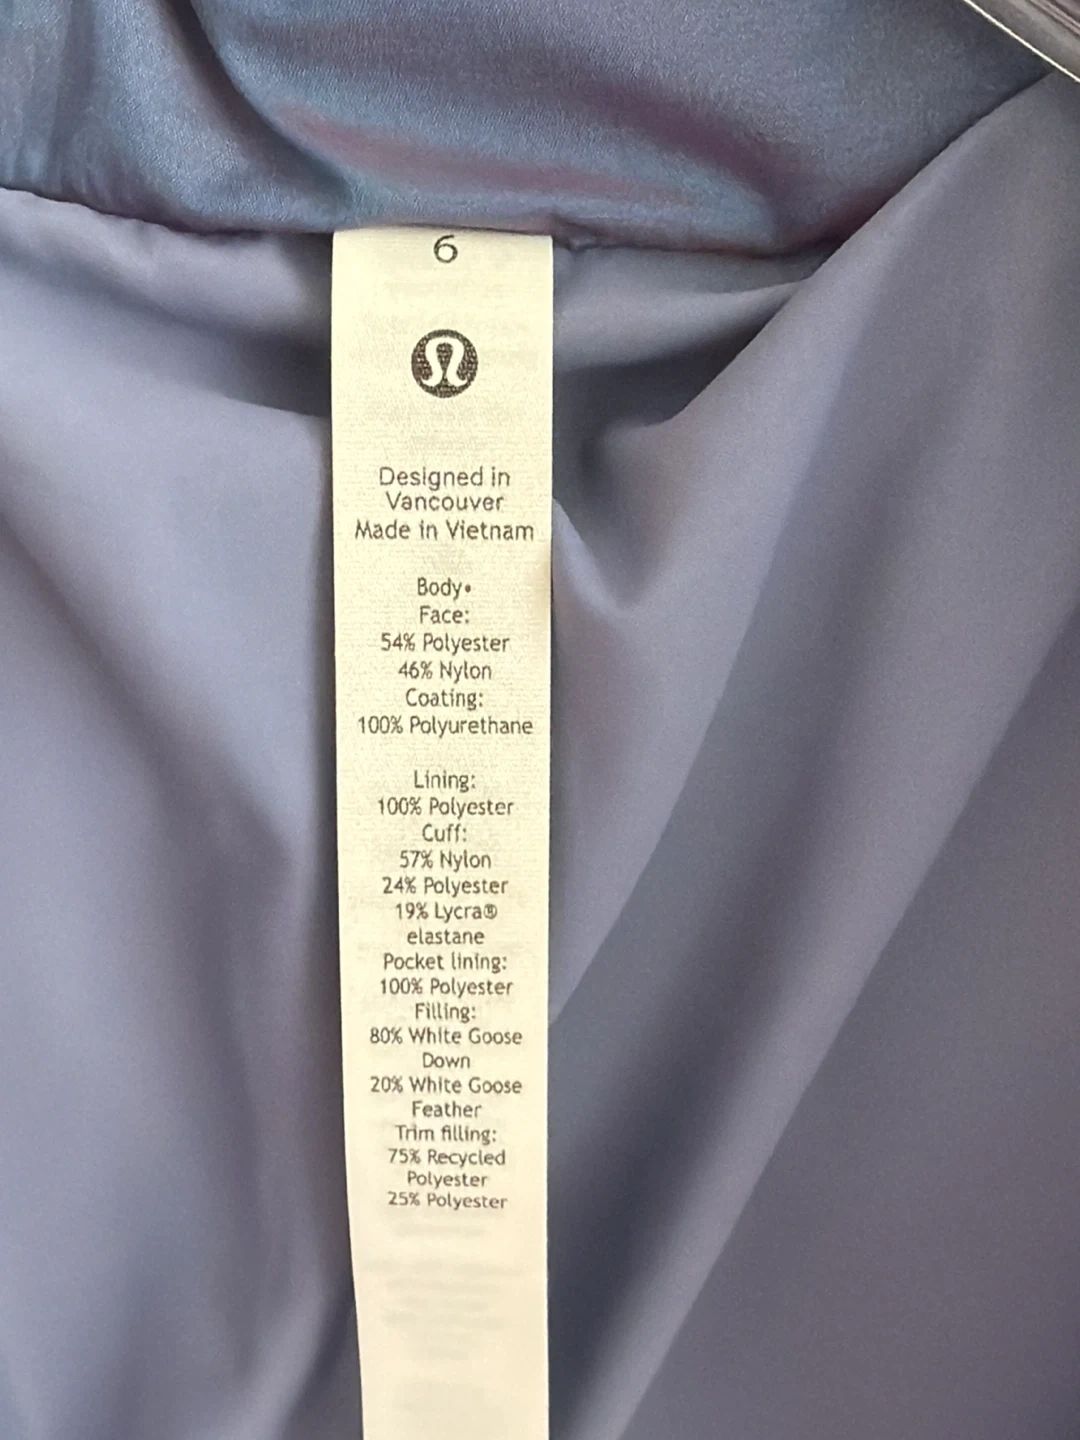 6
Designed in
Vancouver
Made in Vietnam
Body•
Face:
54% Polyester
46% Nylon
Coating:
100% Polyurethane
Lining:
100% Polyester
Cuff:
57% Nylon
24% Polyester
19% Lycra®
elastane
Pocket lining:
100% Polyester
Filling:
80% White Goose
Down
20% White Goose
Feather
Trim filling:
75% Recycled
Polyester
25% Polyester